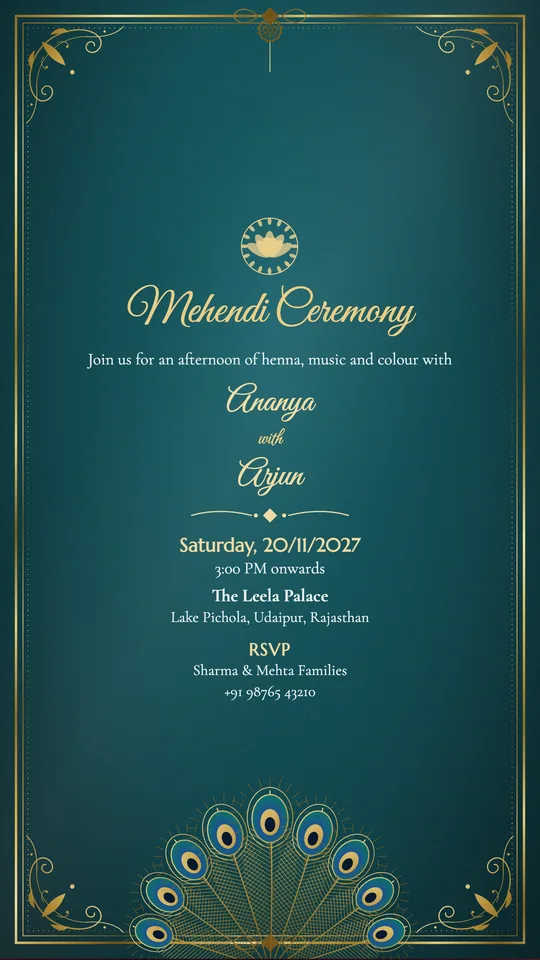 Mehendi Ceremony
Join us for an afternoon of henna, music and colour with
Ananya
with
Arjun
Saturday, 20/11/2027
3:00 PM onwards
The Leela Palace
Lake Pichola, Udaipur, Rajasthan
RSVP
Sharma & Mehta Families
+91 98765 43210